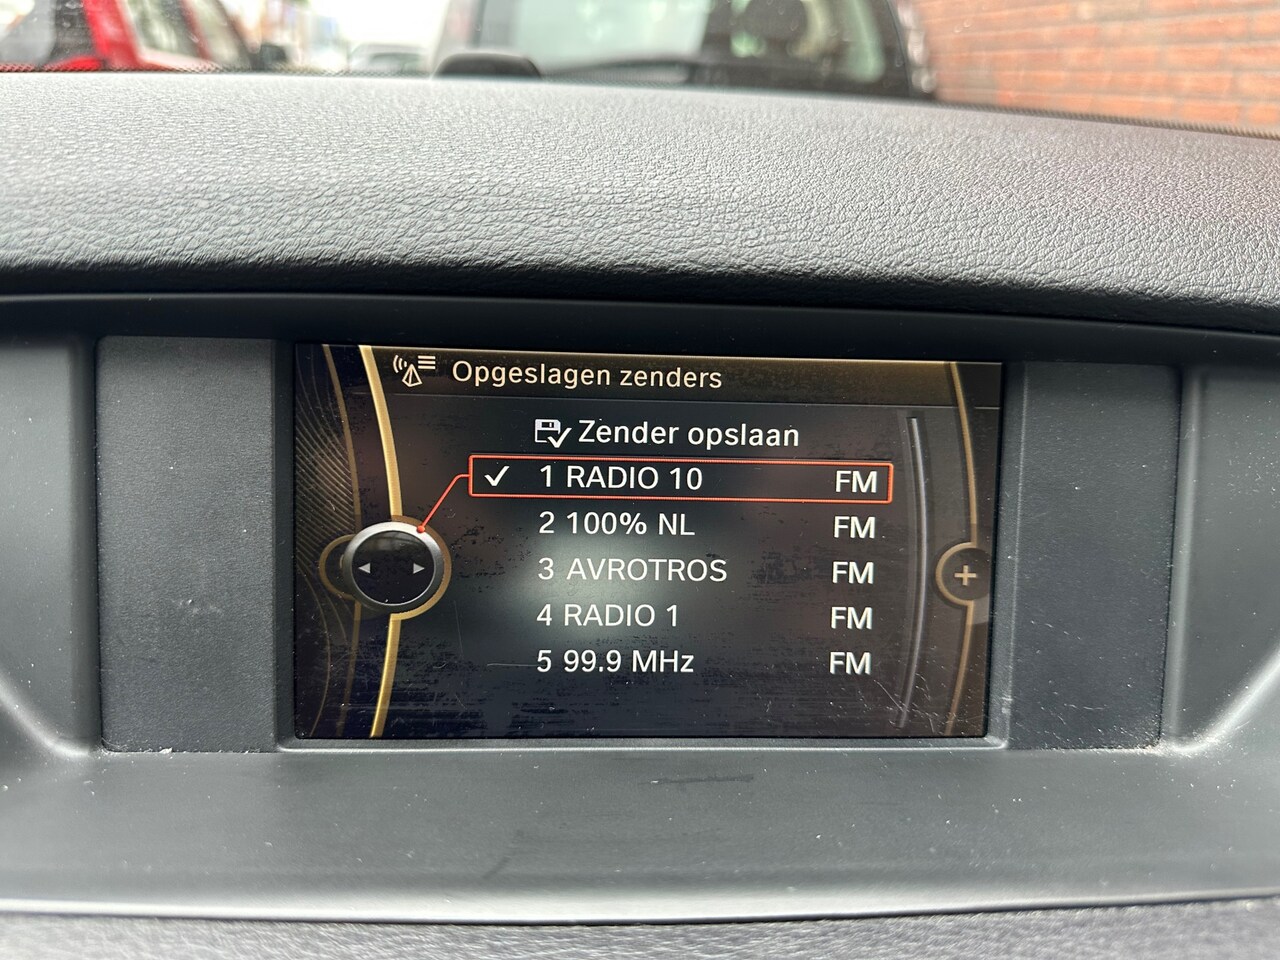 Opgeslagen zenders
Zender opslaan
1 RADIO 10 FM
2 100% NL FM
3 AVROTROS FM
4 RADIO 1 FM
5 99.9 MHz FM